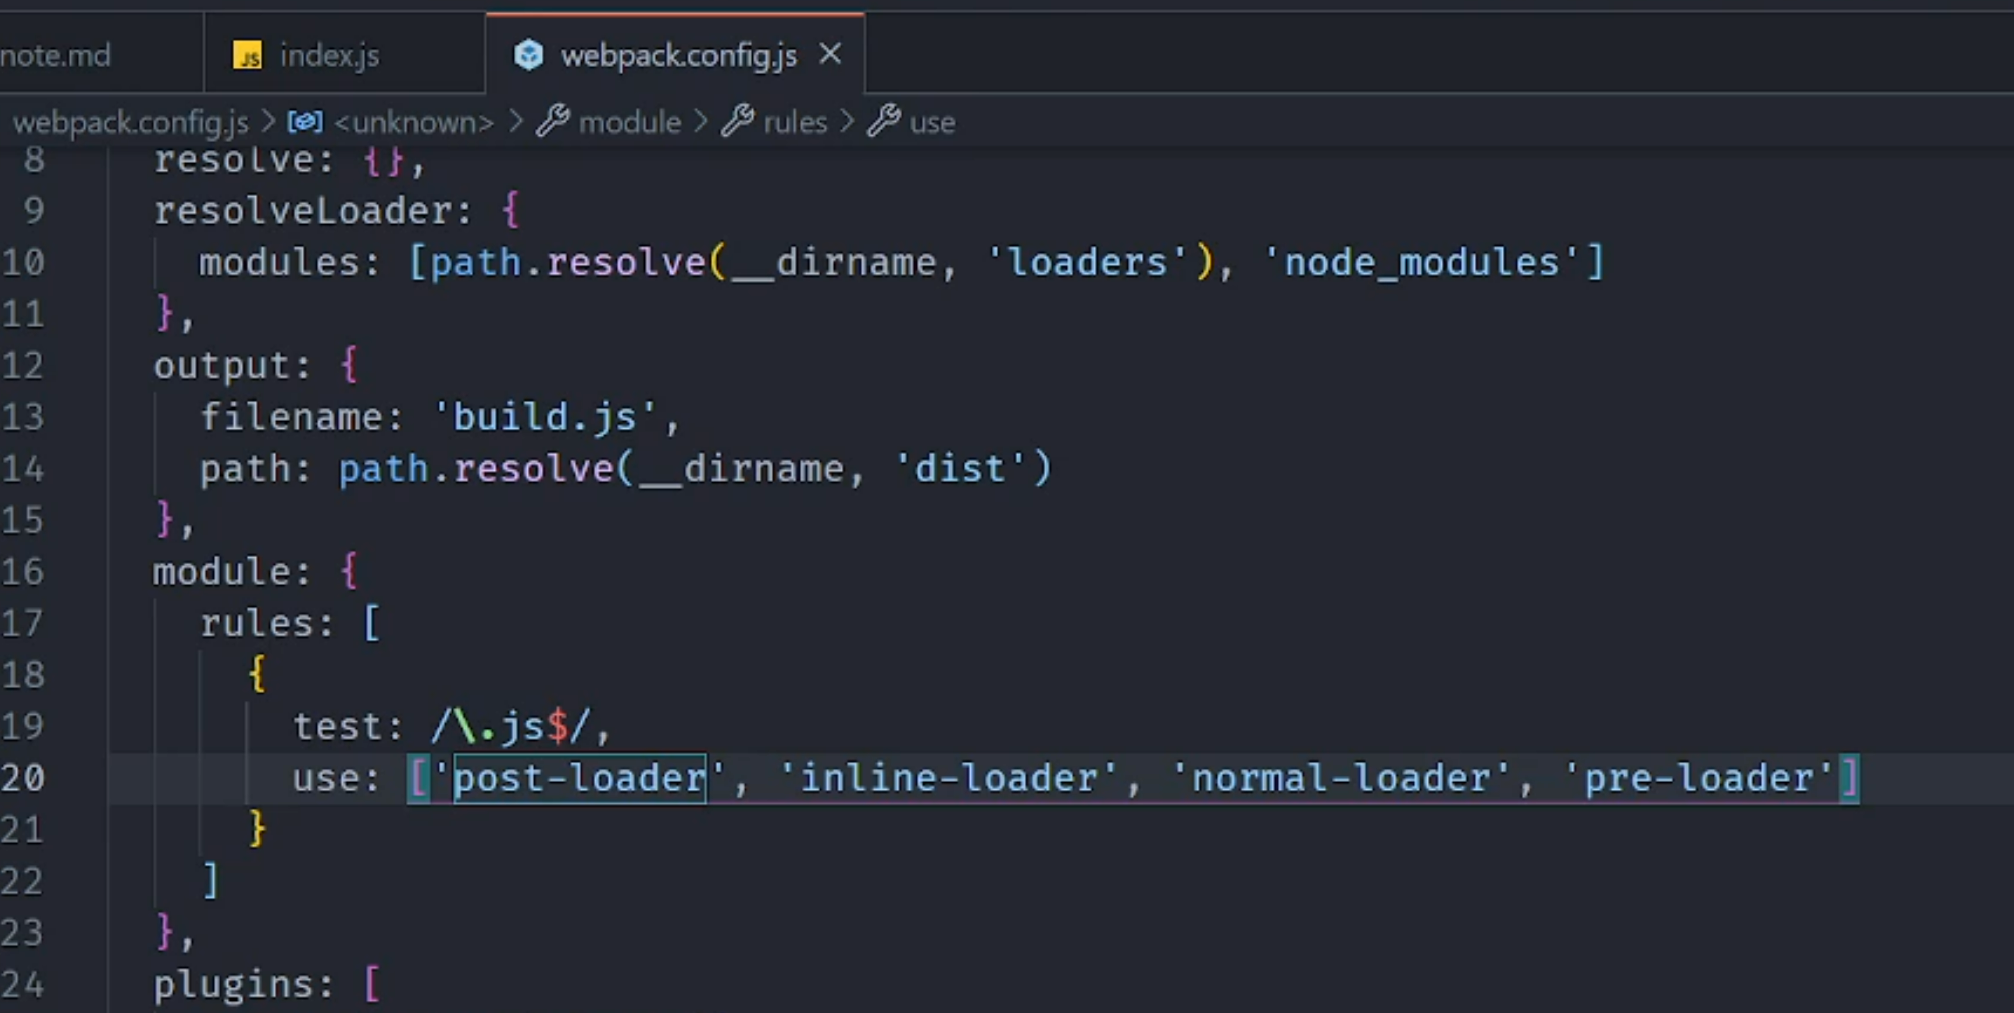 note.md
JS index.js
webpack.config.js ×
webpack.config.js > <unknown> > module > rules > use
8 resolve: {},
9 resolveLoader: {
10 modules: [path.resolve(__dirname, 'loaders'), 'node_modules']
11 },
12 output: {
13 filename: 'build.js',
14 path: path.resolve(__dirname, 'dist')
15 },
16 module: {
17 rules: [
18 {
19 test: /\.js$/,
20 use: ['post-loader', 'inline-loader', 'normal-loader', 'pre-loader']
21 }
22 ]
23 },
24 plugins: [